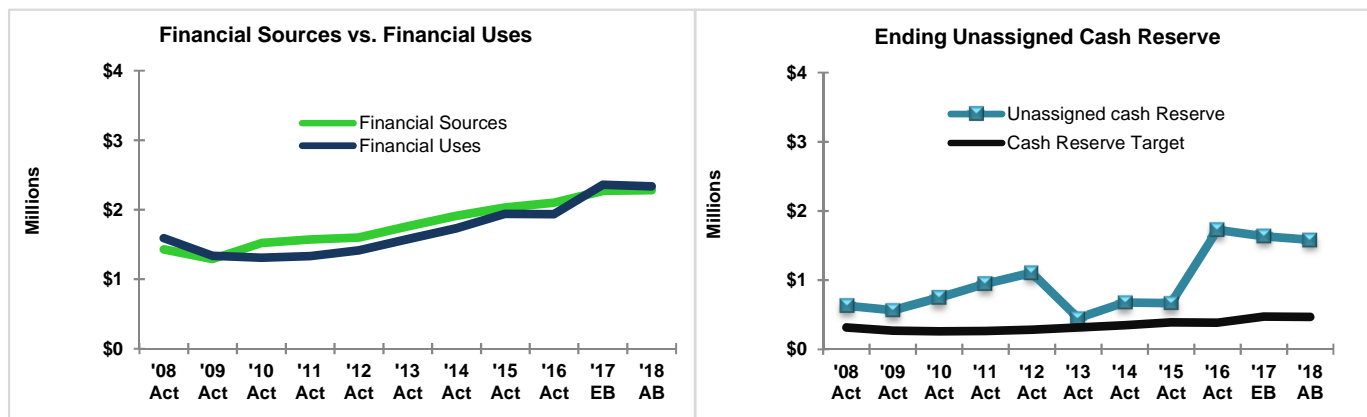 Financial Sources vs. Financial Uses
$4
$3
$2
$1
$0
Millions
Financial Sources
Financial Uses
'08 '09 '10 '11 '12 '13 '14 '15 '16 '17 '18
Act Act Act Act Act Act Act Act Act EB AB
Ending Unassigned Cash Reserve
$4
$3
$2
$1
$0
Millions
Unassigned cash Reserve
Cash Reserve Target
'08 '09 '10 '11 '12 '13 '14 '15 '16 '17 '18
Act Act Act Act Act Act Act Act Act EB AB